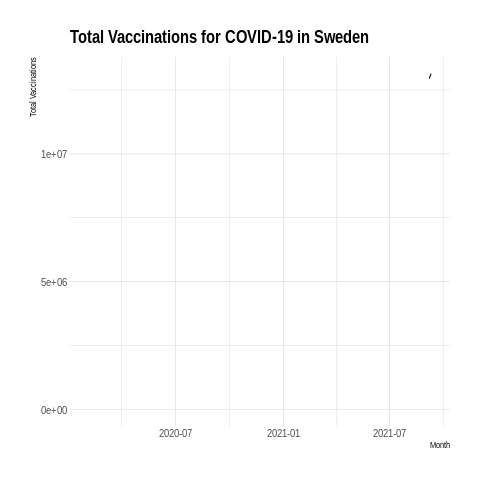 Total Vaccinations for COVID-19 in Sweden
Total Vaccinations
1e+07
5e+06
0e+00
2020-07 2021-01 2021-07
Month